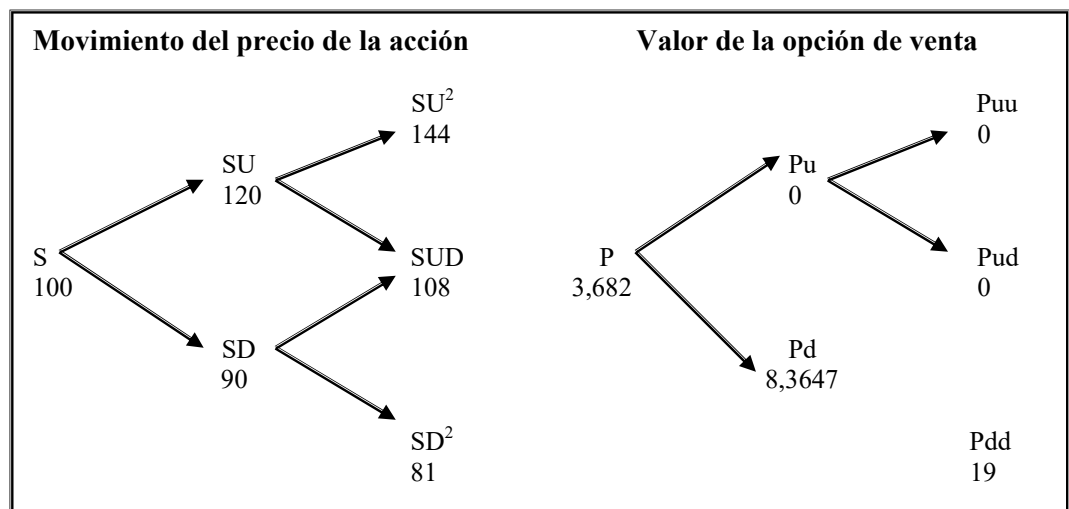 Movimiento del precio de la acción
Valor de la opción de venta
SU²
144
SU
120
S
100
SUD
108
SD
90
SD²
81
Puu
0
Pu
0
P
3,682
Pud
0
Pd
8,3647
Pdd
19